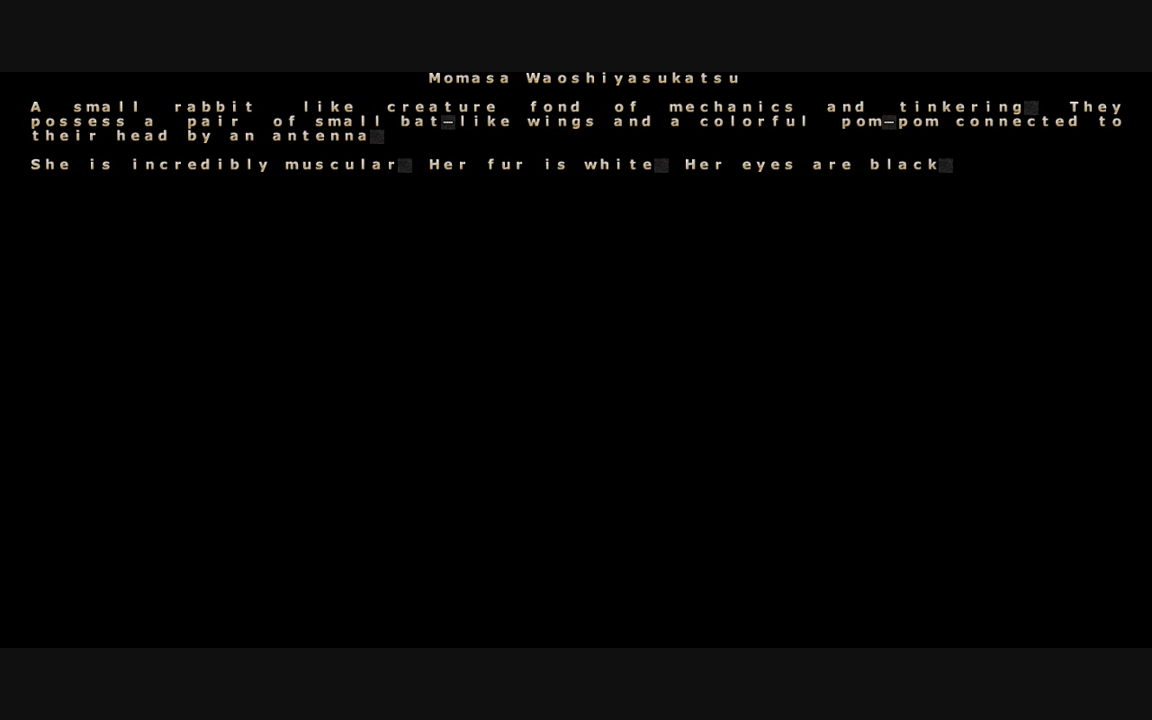 Momasa Waoshiyasukatsu
A small rabbit like creature fond of mechanics and tinkering. They
possess a pair of small bat-like wings and a colorful pom-pom connected to
their head by an antenna.
She is incredibly muscular. Her fur is white. Her eyes are black.